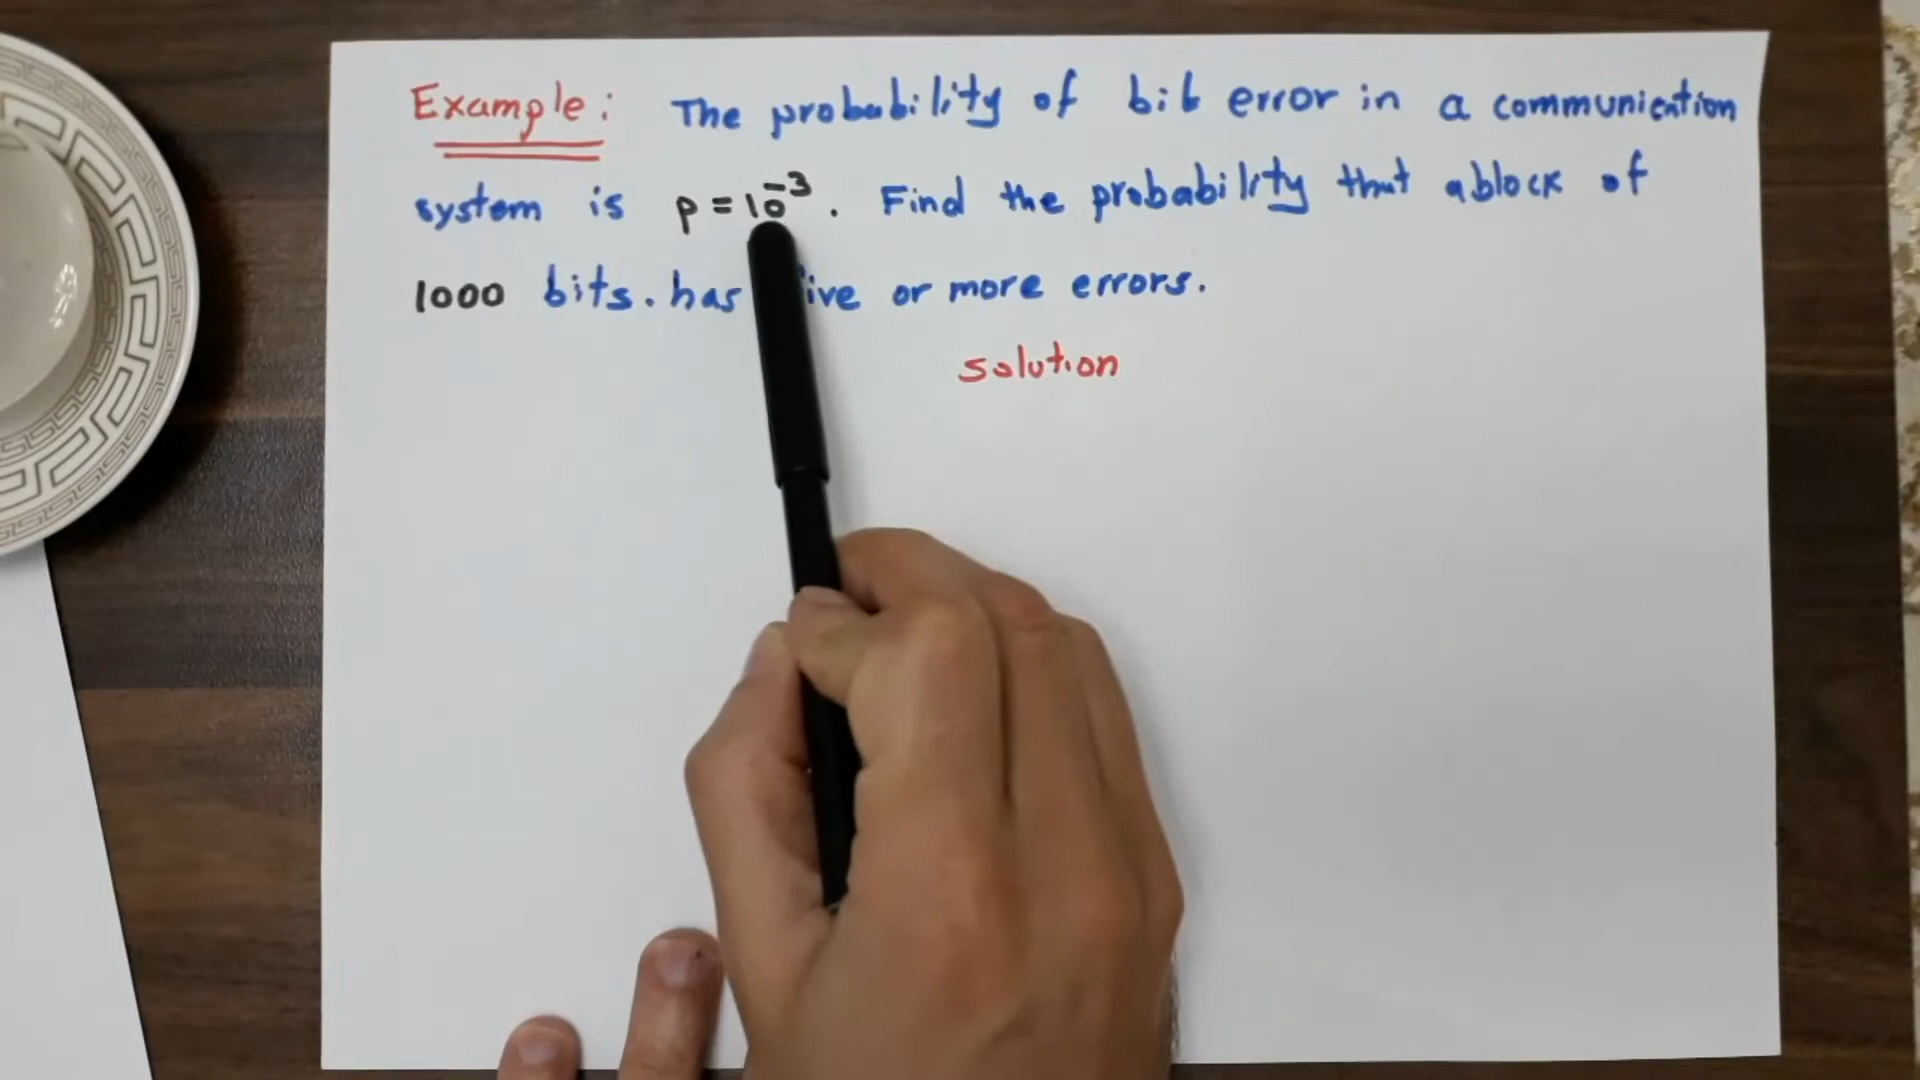 Example: The probability of bit error in a communication
system is p = 10⁻³. Find the probability that a block of
1000 bits. has five or more errors.
solution